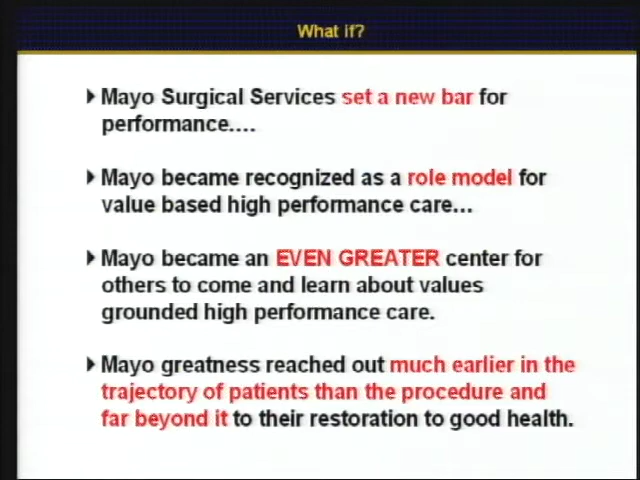 What if?
Mayo Surgical Services set a new bar for
performance....
Mayo became recognized as a role model for
value based high performance care...
Mayo became an EVEN GREATER center for
others to come and learn about values
grounded high performance care.
Mayo greatness reached out much earlier in the
trajectory of patients than the procedure and
far beyond it to their restoration to good health.